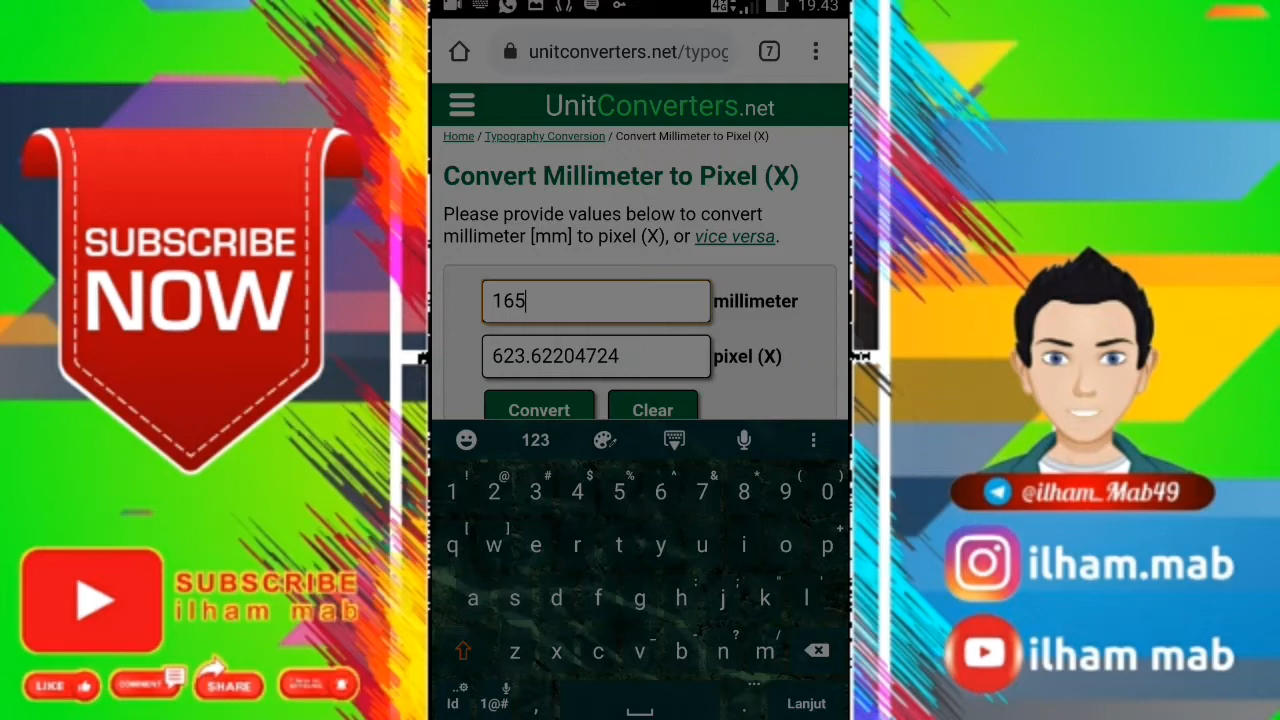 SUBSCRIBE
NOW
SUBSCRIBE
ilham mab
LIKE
COMMENT
SHARE
19.43
unitconverters.net/typog
7
UnitConverters.net
Home / Typography Conversion / Convert Millimeter to Pixel (X)
Convert Millimeter to Pixel (X)
Please provide values below to convert
millimeter [mm] to pixel (X), or vice versa.
165 millimeter
623.62204724 pixel (X)
Convert Clear
123
! @ # $ % ^ & * ( )
1 2 3 4 5 6 7 8 9 0
[ ] +
q w e r t y u i o p
: ; " '
a s d f g h j k l
_ ? /
z x c v b n m
Id 1@# , . Lanjut
@ilham_Mab49
ilham.mab
ilham mab